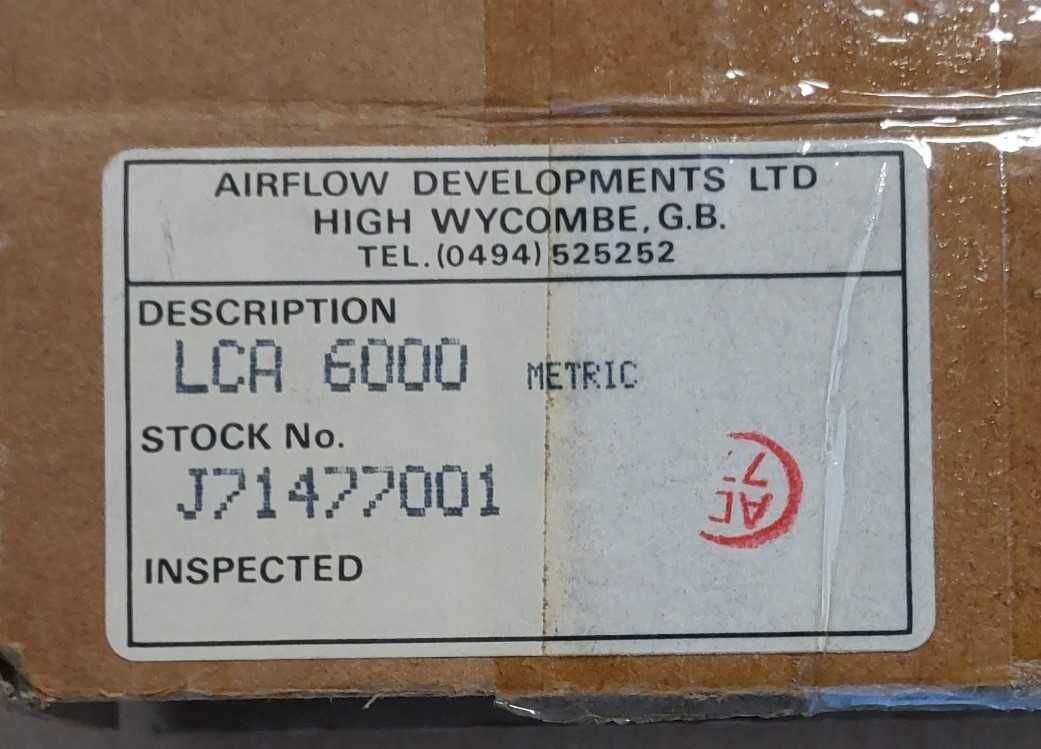 AIRFLOW DEVELOPMENTS LTD
HIGH WYCOMBE, G.B.
TEL. (0494) 525252
DESCRIPTION
LCA 6000 METRIC
STOCK No.
J71477001
INSPECTED